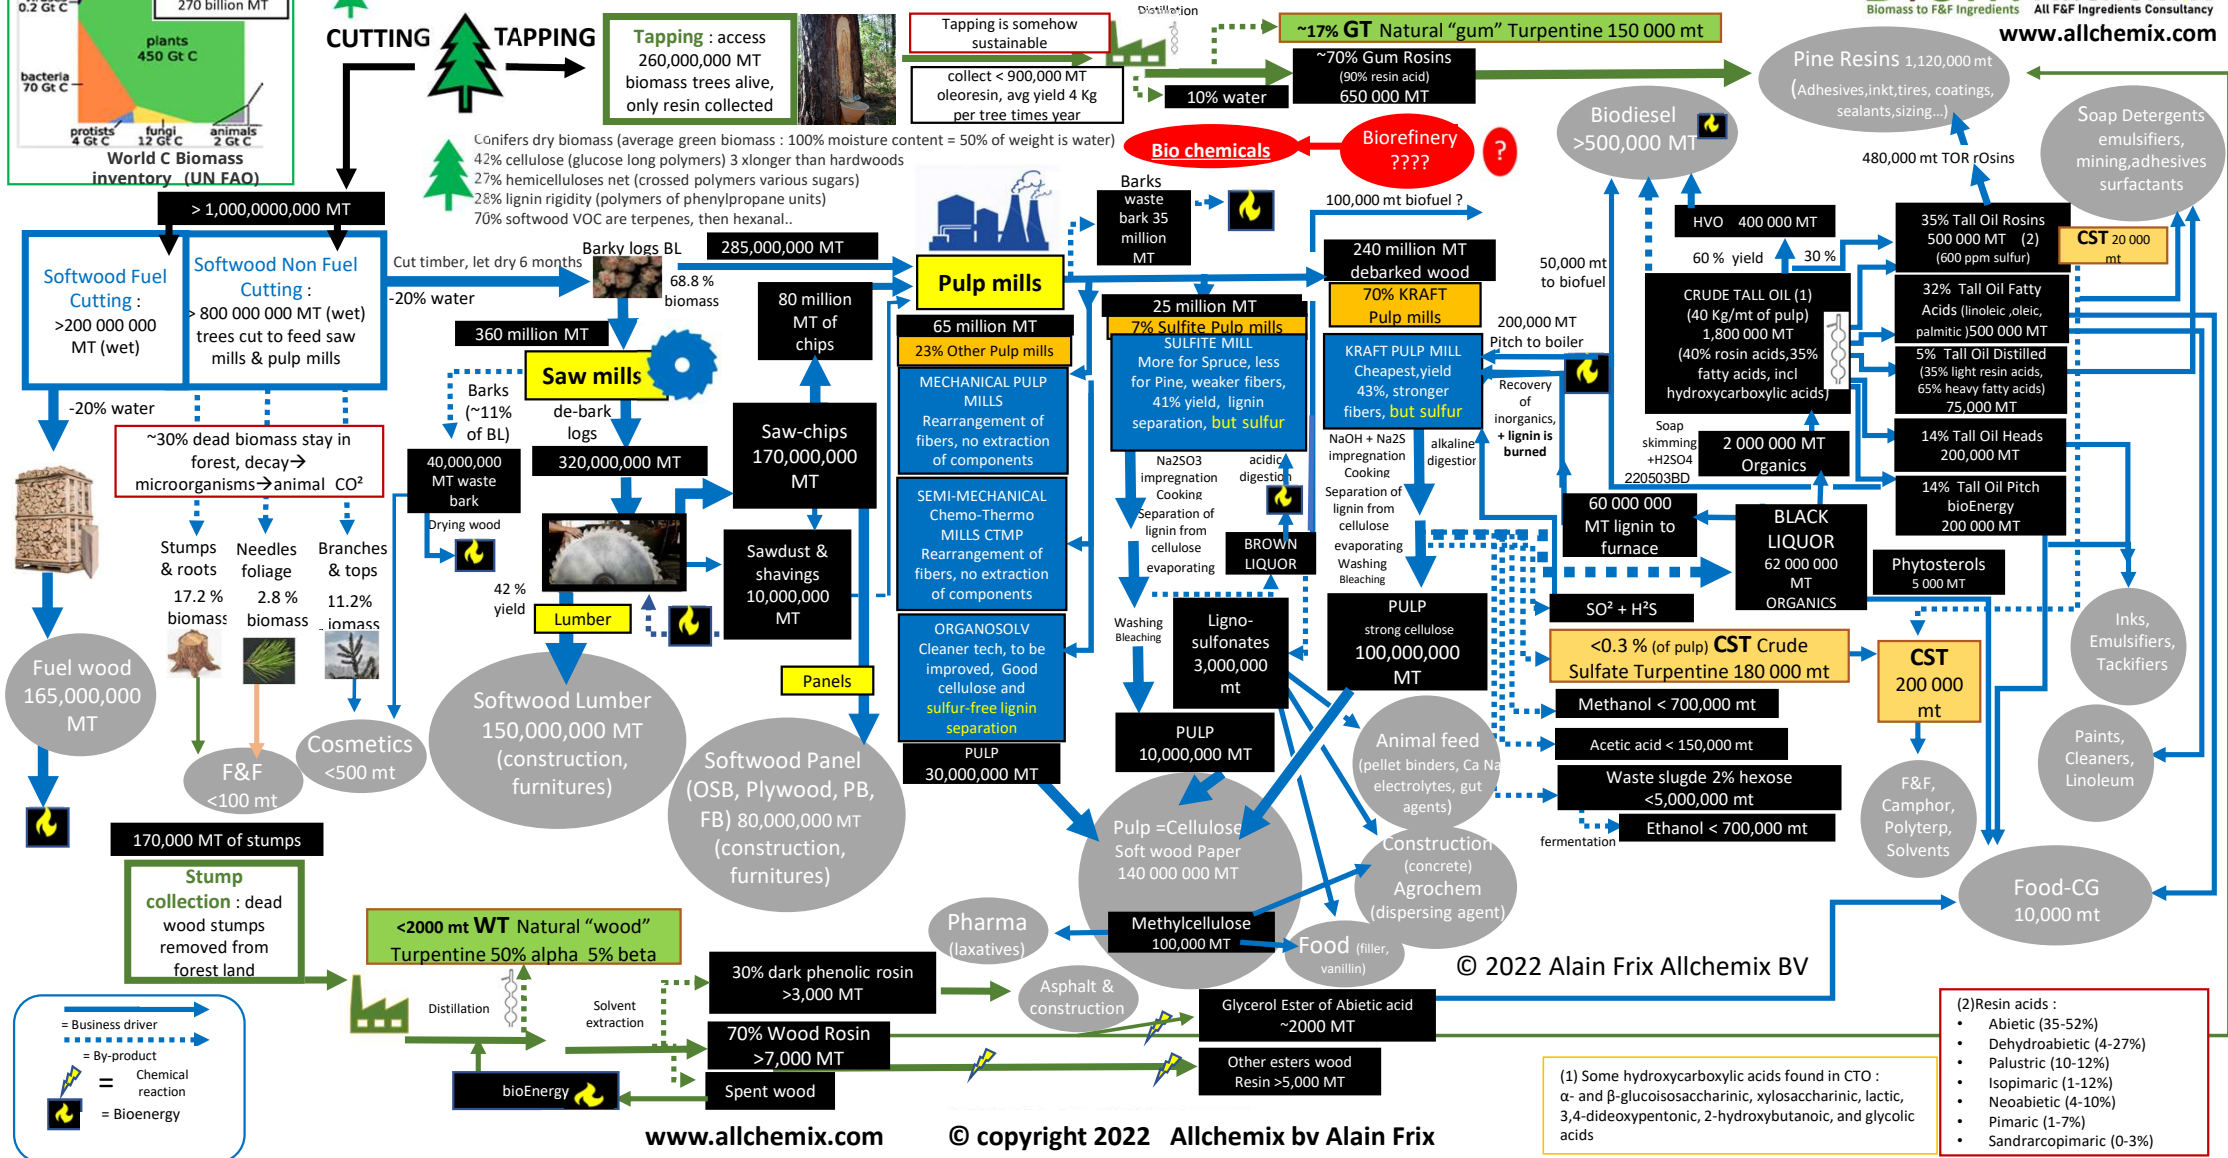 0.2 Gt C
270 billion MT
plants
450 Gt C
bacteria
70 Gt C
protists
4 Gt C
fungi
12 Gt C
animals
2 Gt C
World C Biomass
inventory (UN FAO)
CUTTING
TAPPING
Tapping : access
260,000,000 MT
biomass trees alive,
only resin collected
Tapping is somehow
sustainable
collect < 900,000 MT
oleoresin, avg yield 4 Kg
per tree times year
Distillation
~17% GT Natural “gum” Turpentine 150 000 mt
~70% Gum Rosins
(90% resin acid)
650 000 MT
10% water
Biomass to F&F Ingredients
All F&F Ingredients Consultancy
www.allchemix.com
Pine Resins 1,120,000 mt
(Adhesives,inkt,tires, coatings,
sealants,sizing...)
Biodiesel
>500,000 MT
Soap Detergents
emulsifiers,
mining,adhesives
surfactants
Conifers dry biomass (average green biomass : 100% moisture content = 50% of weight is water)
42% cellulose (glucose long polymers) 3 xlonger than hardwoods
27% hemicelluloses net (crossed polymers various sugars)
28% lignin rigidity (polymers of phenylpropane units)
70% softwood VOC are terpenes, then hexanal..
Bio chemicals
Biorefinery
????
?
480,000 mt TOR rOsins
> 1,000,0000,000 MT
Softwood Fuel
Cutting :
>200 000 000
MT (wet)
Softwood Non Fuel
Cutting :
> 800 000 000 MT (wet)
trees cut to feed saw
mills & pulp mills
Cut timber, let dry 6 months
-20% water
Barky logs BL
285,000,000 MT
68.8 %
biomass
Pulp mills
Barks
waste
bark 35
million
MT
100,000 mt biofuel ?
240 million MT
debarked wood
70% KRAFT
Pulp mills
50,000 mt
to biofuel
HVO 400 000 MT
60 % yield
30 %
35% Tall Oil Rosins
500 000 MT (2)
(600 ppm sulfur)
CST 20 000
mt
CRUDE TALL OIL (1)
(40 Kg/mt of pulp)
1,800,000 MT
(40% rosin acids,35%
fatty acids, incl
hydroxycarboxylic acids)
32% Tall Oil Fatty
Acids (linoleic ,oleic,
palmitic )500 000 MT
5% Tall Oil Distilled
(35% light resin acids,
65% heavy fatty acids)
75,000 MT
14% Tall Oil Heads
200,000 MT
14% Tall Oil Pitch
bioEnergy
200 000 MT
360 million MT
Saw mills
80 million
MT of
chips
65 million MT
23% Other Pulp mills
25 million MT
7% Sulfite Pulp mills
SULFITE MILL
More for Spruce, less
for Pine, weaker fibers,
41% yield, lignin
separation, but sulfur
KRAFT PULP MILL
Cheapest,yield
43%, stronger
fibers, but sulfur
200,000 MT
Pitch to boiler
Recovery
of
inorganics,
+ lignin is
burned
Soap
skimming
+H2SO4
220503BD
2 000 000 MT
Organics
-20% water
~30% dead biomass stay in
forest, decay→
microorganisms→animal CO²
Barks
(~11%
of BL)
de-bark
logs
40,000,000
MT waste
bark
Drying wood
320,000,000 MT
Saw-chips
170,000,000
MT
MECHANICAL PULP
MILLS
Rearrangement of
fibers, no extraction
of components
SEMI-MECHANICAL
Chemo-Thermo
MILLS CTMP
Rearrangement of
fibers, no extraction
of components
ORGANOSOLV
Cleaner tech, to be
improved, Good
cellulose and
sulfur-free lignin
separation
PULP
30,000,000 MT
Na2SO3
impregnation
Cooking
Separation of
lignin from
cellulose
evaporating
acidic
digestion
BROWN
LIQUOR
NaOH + Na2S
impregnation
Cooking
Separation of
lignin from
cellulose
evaporating
Washing
Bleaching
alkaline
digestion
60 000 000
MT lignin to
furnace
BLACK
LIQUOR
62 000 000
MT
ORGANICS
Phytosterols
5 000 MT
SO² + H²S
Stumps
& roots
17.2 %
biomass
Needles
foliage
2.8 %
biomass
Branches
& tops
11.2%
iomass
42 %
yield
Lumber
Sawdust &
shavings
10,000,000
MT
Washing
Bleaching
Ligno-
sulfonates
3,000,000
mt
PULP
strong cellulose
100,000,000
MT
<0.3 % (of pulp) CST Crude
Sulfate Turpentine 180 000 mt
CST
200 000
mt
Inks,
Emulsifiers,
Tackifiers
Fuel wood
165,000,000
MT
F&F
<100 mt
Cosmetics
<500 mt
Softwood Lumber
150,000,000 MT
(construction,
furnitures)
Panels
Softwood Panel
(OSB, Plywood, PB,
FB) 80,000,000 MT
(construction,
furnitures)
PULP
10,000,000 MT
Animal feed
(pellet binders, Ca Na
electrolytes, gut
agents)
Methanol < 700,000 mt
Acetic acid < 150,000 mt
Waste slugde 2% hexose
<5,000,000 mt
fermentation
Ethanol < 700,000 mt
F&F,
Camphor,
Polyterp,
Solvents
Paints,
Cleaners,
Linoleum
Pulp =Cellulose
Soft wood Paper
140 000 000 MT
Construction
(concrete)
Agrochem
(dispersing agent)
Methylcellulose
100,000 MT
Pharma
(laxatives)
Food (filler,
vanillin)
Food-CG
10,000 mt
170,000 MT of stumps
Stump
collection : dead
wood stumps
removed from
forest land
<2000 mt WT Natural “wood”
Turpentine 50% alpha 5% beta
Distillation
Solvent
extraction
30% dark phenolic rosin
>3,000 MT
Asphalt &
construction
70% Wood Rosin
>7,000 MT
Spent wood
bioEnergy
Glycerol Ester of Abietic acid
~2000 MT
Other esters wood
Resin >5,000 MT
© 2022 Alain Frix Allchemix BV
= Business driver
= By-product
= Chemical
reaction
= Bioenergy
(1) Some hydroxycarboxylic acids found in CTO :
α- and β-glucoisosaccharinic, xylosaccharinic, lactic,
3,4-dideoxypentonic, 2-hydroxybutanoic, and glycolic
acids
(2)Resin acids :
• Abietic (35-52%)
• Dehydroabietic (4-27%)
• Palustric (10-12%)
• Isopimaric (1-12%)
• Neoabietic (4-10%)
• Pimaric (1-7%)
• Sandrarcopimaric (0-3%)
www.allchemix.com
© copyright 2022 Allchemix bv Alain Frix